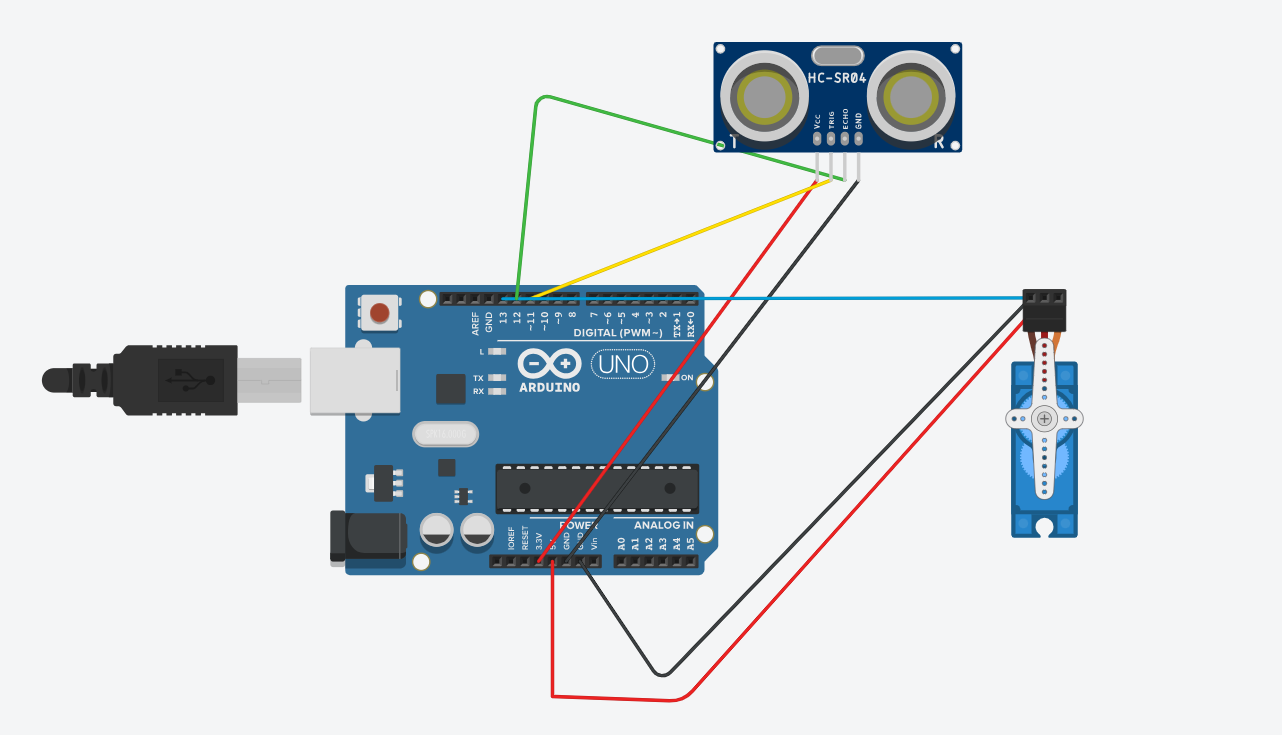 HC-SR04
VCC
TRIG
ECHO
GND
T
R
AREF
GND
13
12
~11
~10
~9
8
7
~6
~5
4
~3
2
TX→1
RX←0
DIGITAL (PWM ~)
L
TX
RX
ARDUINO
UNO
ON
POWER
ANALOG IN
IOREF
RESET
3.3V
5V
GND
GND
Vin
A0
A1
A2
A3
A4
A5